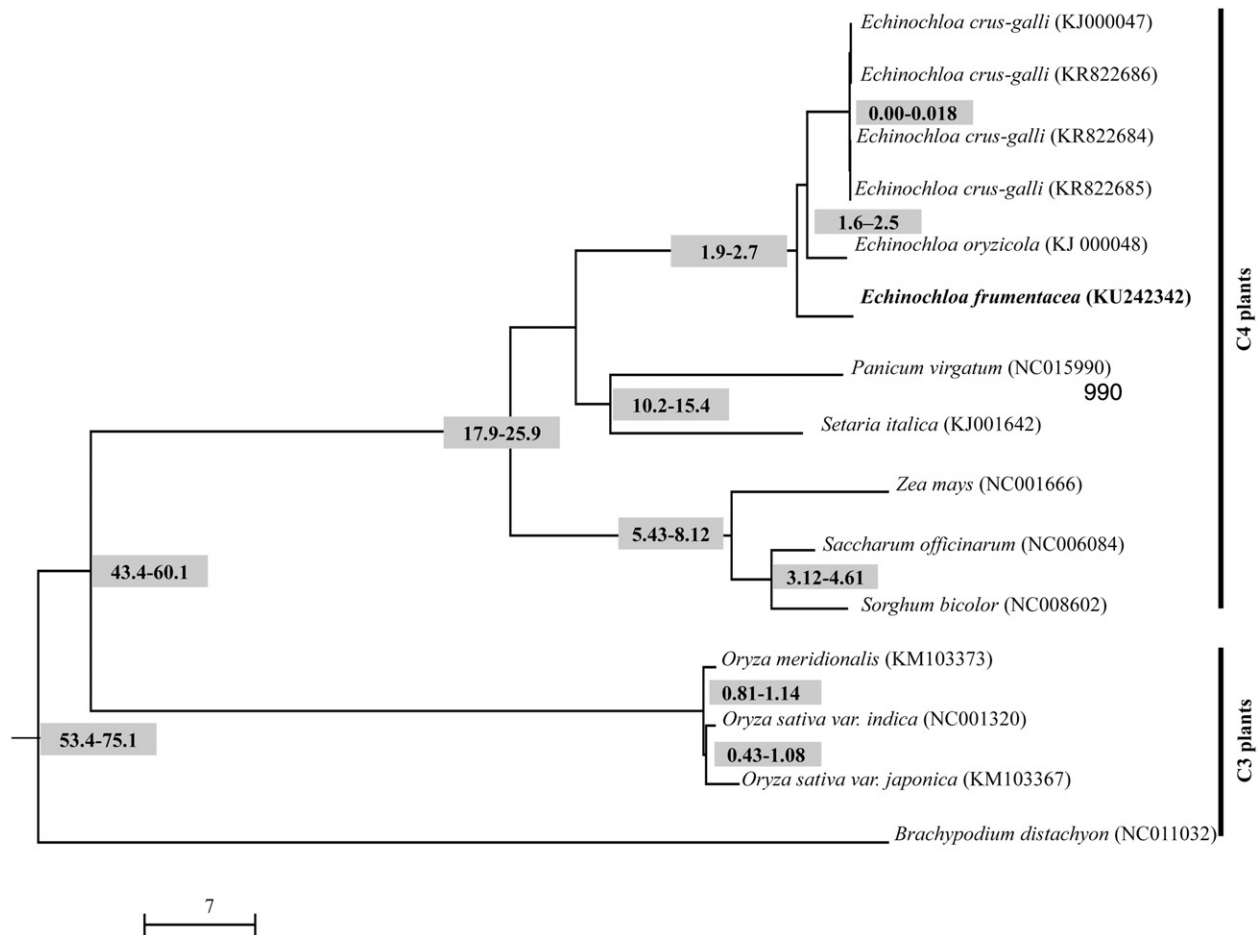 Echinochloa crus-galli (KJ000047)
Echinochloa crus-galli (KR822686)
0.00-0.018
Echinochloa crus-galli (KR822684)
Echinochloa crus-galli (KR822685)
1.6–2.5
Echinochloa oryzicola (KJ 000048)
1.9-2.7
Echinochloa frumentacea (KU242342)
C4 plants
Panicum virgatum (NC015990)
990
10.2-15.4
Setaria italica (KJ001642)
17.9-25.9
Zea mays (NC001666)
5.43-8.12
Saccharum officinarum (NC006084)
43.4-60.1
3.12-4.61
Sorghum bicolor (NC008602)
Oryza meridionalis (KM103373)
0.81-1.14
Oryza sativa var. indica (NC001320)
53.4-75.1
0.43-1.08
C3 plants
Oryza sativa var. japonica (KM103367)
Brachypodium distachyon (NC011032)
7